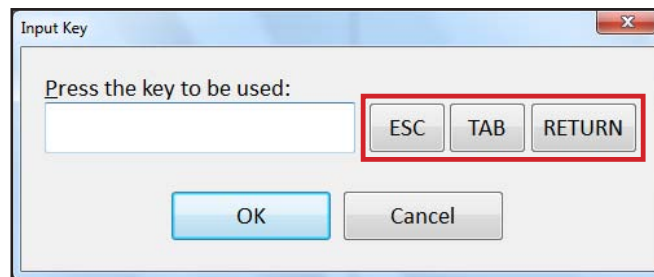 Input Key
Press the key to be used:
ESC TAB RETURN
OK Cancel